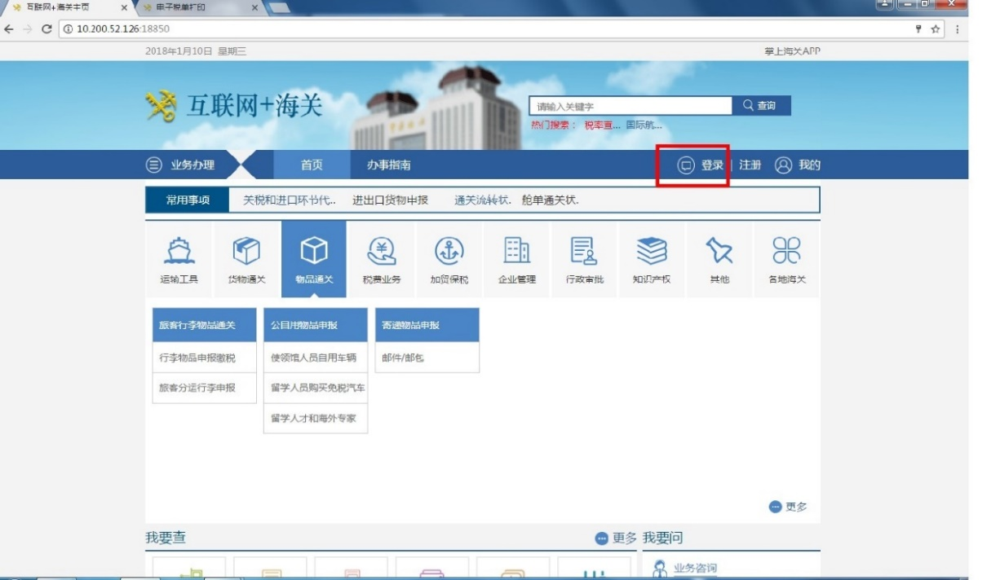 互联网+海关主页
电子税单打印
10.200.52.126:18850
2018年1月10日 星期三
掌上海关APP
互联网+海关
请输入关键字
查询
热门搜索： 税率查... 国际航...
业务办理
首页
办事指南
登录
注册
我的
常用事项
关税和进口环节代..
进出口货物申报
通关流转状.
舱单通关状.
运输工具
货物通关
物品通关
税费业务
加贸保税
企业管理
行政审批
知识产权
其他
各地海关
旅客行李物品通关
公自用物品申报
寄递物品申报
行李物品申报缴税
使领馆人员自用车辆
邮件/邮包
旅客分运行李申报
留学人员购买免税汽车
留学人才和海外专家
更多
我要查
更多
我要问
业务咨询